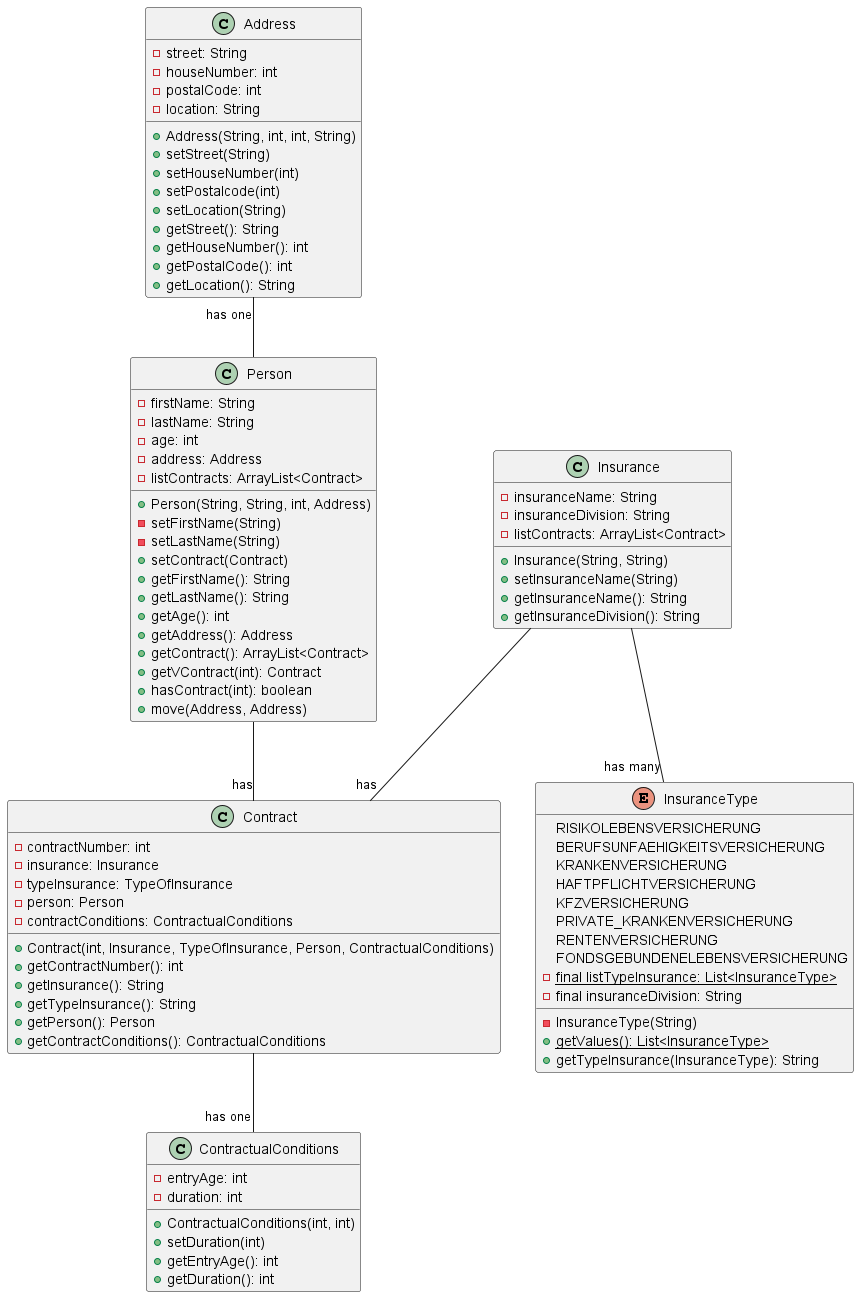 C Address
street: String
houseNumber: int
postalCode: int
location: String
Address(String, int, int, String)
setStreet(String)
setHouseNumber(int)
setPostalcode(int)
setLocation(String)
getStreet(): String
getHouseNumber(): int
getPostalCode(): int
getLocation(): String
has one
C Person
firstName: String
lastName: String
age: int
address: Address
listContracts: ArrayList<Contract>
Person(String, String, int, Address)
setFirstName(String)
setLastName(String)
setContract(Contract)
getFirstName(): String
getLastName(): String
getAge(): int
getAddress(): Address
getContract(): ArrayList<Contract>
getVContract(int): Contract
hasContract(int): boolean
move(Address, Address)
C Insurance
insuranceName: String
insuranceDivision: String
listContracts: ArrayList<Contract>
Insurance(String, String)
setInsuranceName(String)
getInsuranceName(): String
getInsuranceDivision(): String
has
has
has many
C Contract
contractNumber: int
insurance: Insurance
typeInsurance: TypeOfInsurance
person: Person
contractConditions: ContractualConditions
Contract(int, Insurance, TypeOfInsurance, Person, ContractualConditions)
getContractNumber(): int
getInsurance(): String
getTypeInsurance(): String
getPerson(): Person
getContractConditions(): ContractualConditions
E InsuranceType
RISIKOLEBENSVERSICHERUNG
BERUFSUNFAEHIGKEITSVERSICHERUNG
KRANKENVERSICHERUNG
HAFTPFLICHTVERSICHERUNG
KFZVERSICHERUNG
PRIVATE_KRANKENVERSICHERUNG
RENTENVERSICHERUNG
FONDSGEBUNDENELEBENSVERSICHERUNG
final listTypeInsurance: List<InsuranceType>
final insuranceDivision: String
InsuranceType(String)
getValues(): List<InsuranceType>
getTypeInsurance(InsuranceType): String
has one
C ContractualConditions
entryAge: int
duration: int
ContractualConditions(int, int)
setDuration(int)
getEntryAge(): int
getDuration(): int